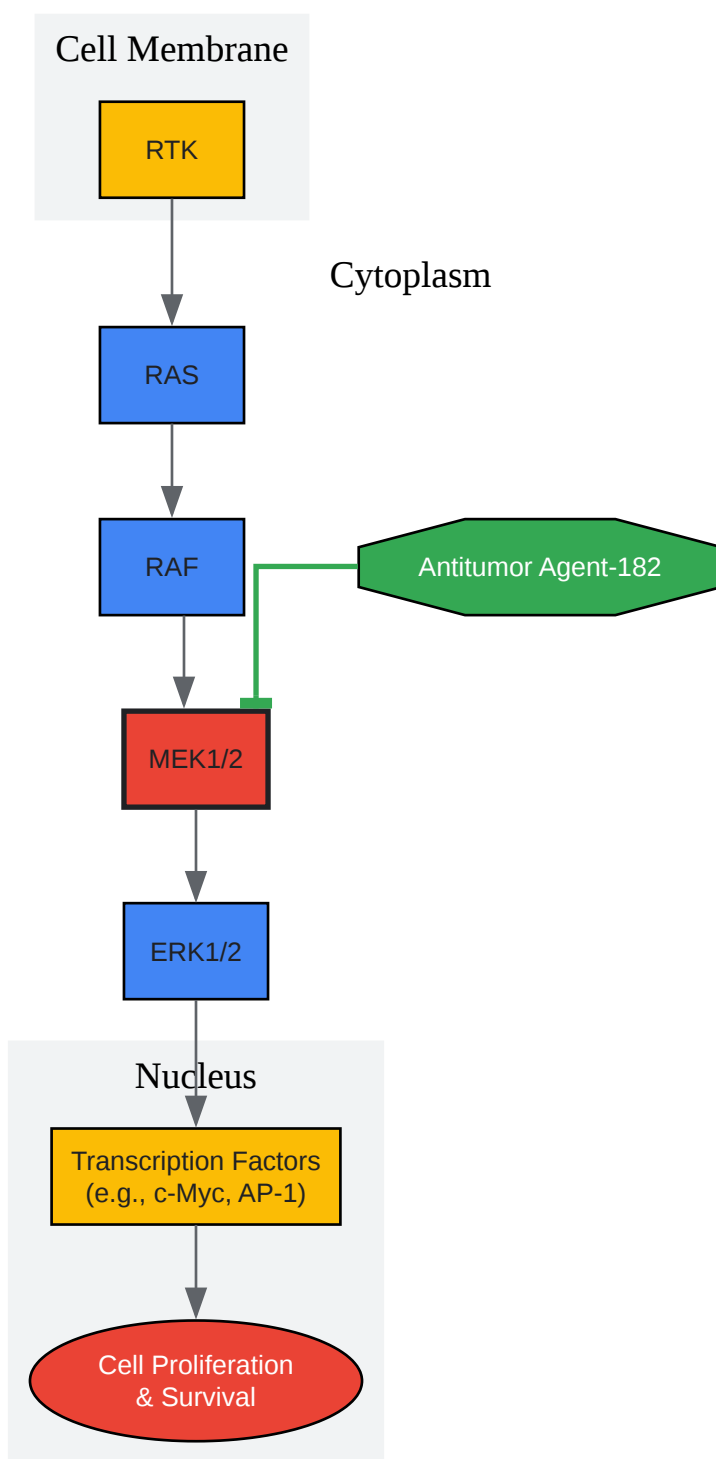 Cell Membrane
RTK
Cytoplasm
RAS
RAF
Antitumor Agent-182
MEK1/2
ERK1/2
Nucleus
Transcription Factors
(e.g., c-Myc, AP-1)
Cell Proliferation
& Survival